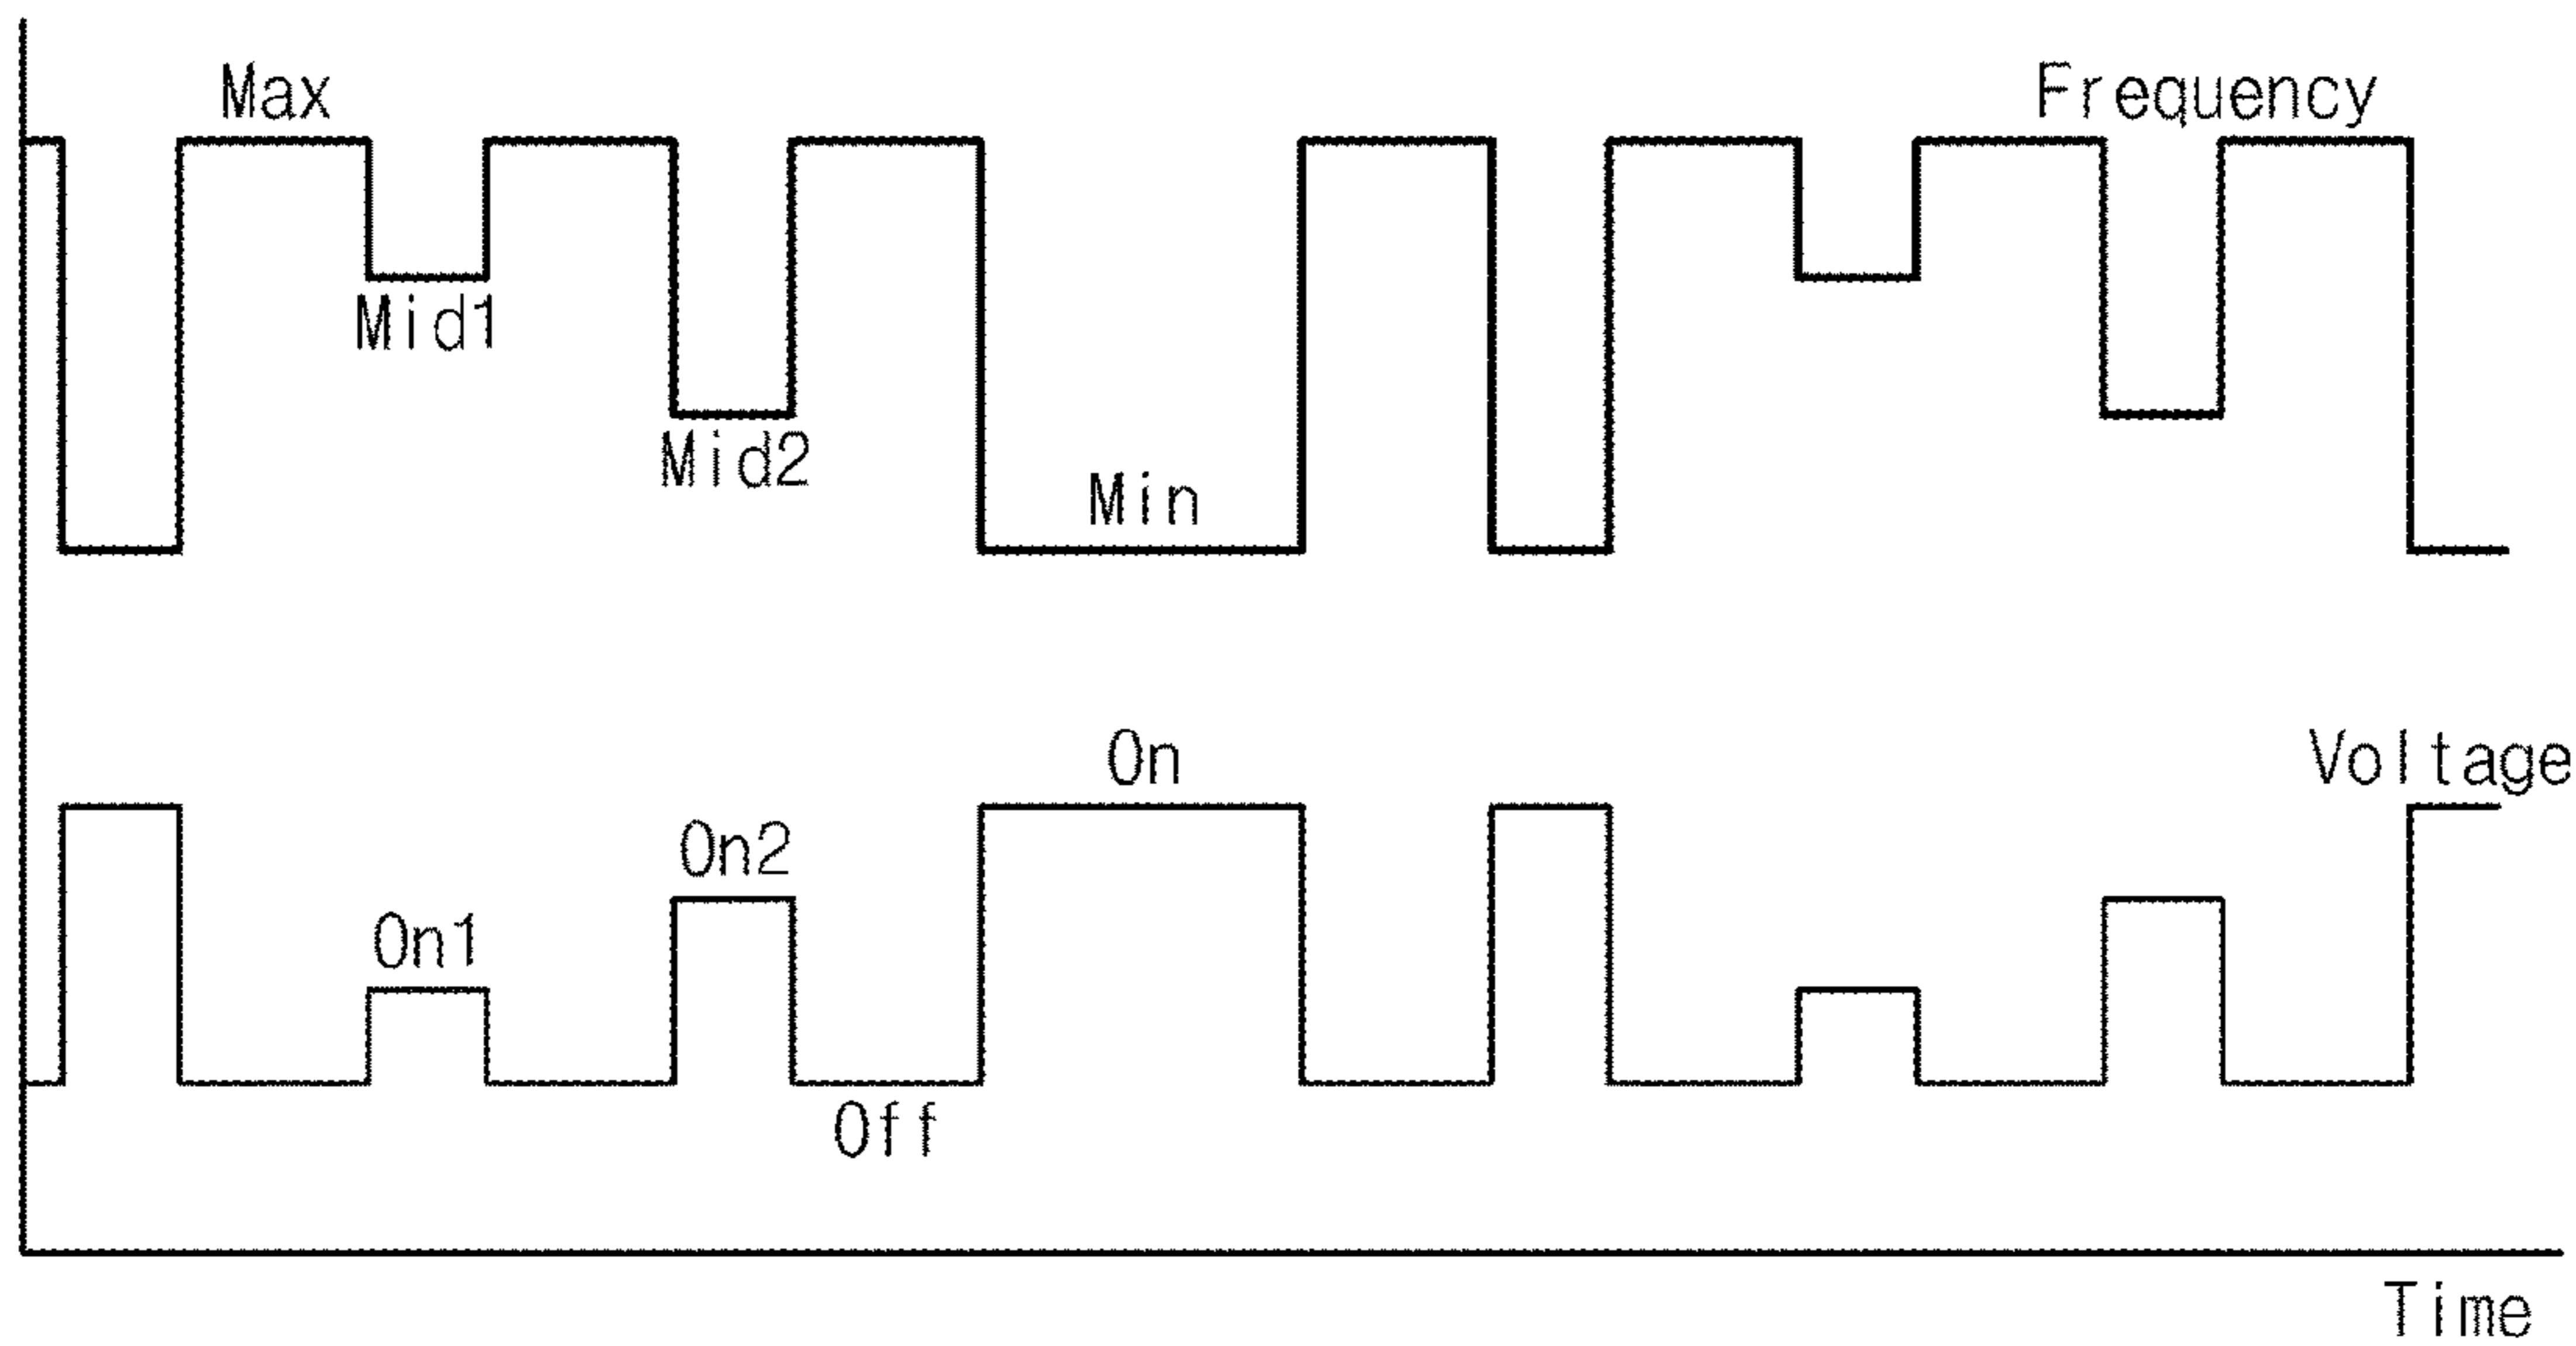 Max
Frequency
Mid1
Mid2
Min
On
Voltage
On2
On1
Off
Time